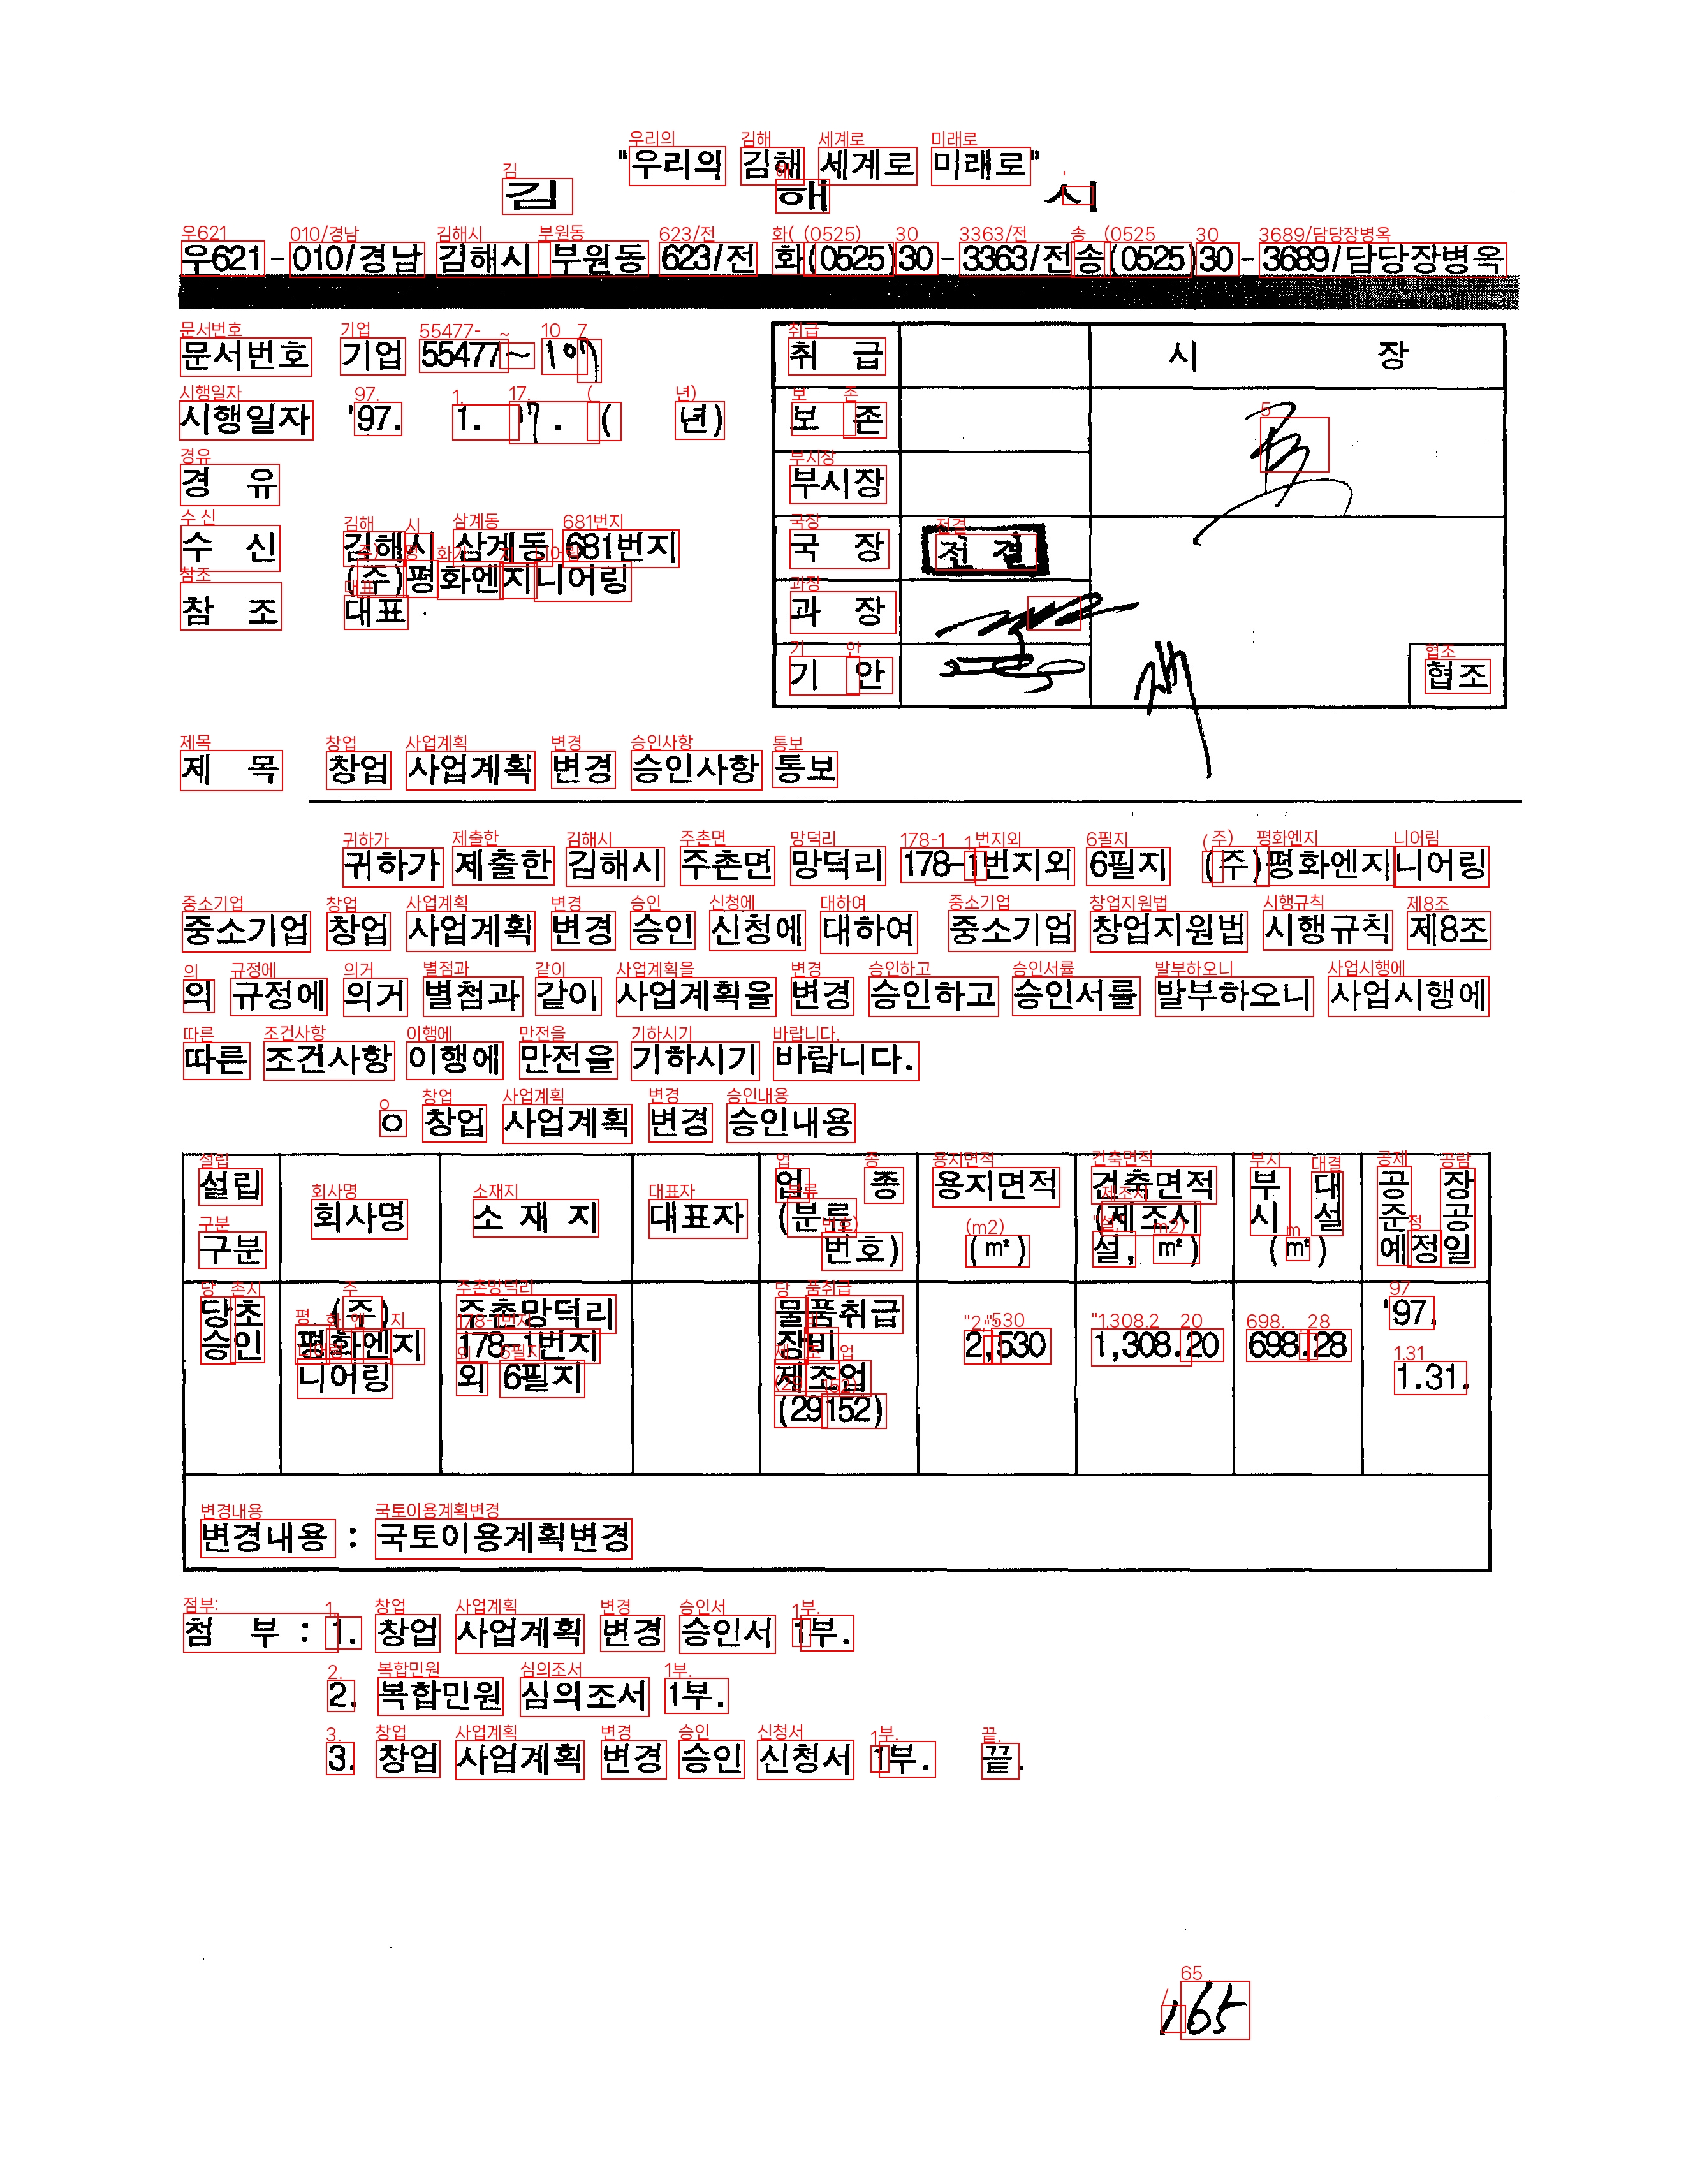 "우리의 김해 세계로 미래로"
김 해 시
우621-010/경남 김해시 부원동 623/전 화(0525)30-3363/전송(0525)30-3689/담당장병옥
문서번호 기업 55477~107
시행일자 '97. 1. 17. ( 년)
경 유
수 신 김해시 삼계동 681번지
(주)평화엔지니어링
참 조 대표
취 급 시 장
보 존
부시장
국 장 전 결
과 장
기 안 협조
제 목 창업 사업계획 변경 승인사항 통보
귀하가 제출한 김해시 주촌면 망덕리 178-1번지외 6필지 (주)평화엔지니어링
중소기업 창업 사업계획 변경 승인 신청에 대하여 중소기업 창업지원법 시행규칙 제8조
의 규정에 의거 별첨과 같이 사업계획을 변경 승인하고 승인서를 발부하오니 사업시행에
따른 조건사항 이행에 만전을 기하시기 바랍니다.
ㅇ 창업 사업계획 변경 승인내용
설립 구분 회사명 소 재 지 대표자 업 종 (분류 번호) 용지면적 (㎡) 건축면적 (제조시설, ㎡) 부대시설 (㎡) 공장준공예정일
당초승인 (주)평화엔지니어링 주촌망덕리 178-1번지 외 6필지 물품취급장비 제조업 (29152) 2,530 1,308.20 698.28 '97. 1.31.
변경내용 : 국토이용계획변경
첨 부 : 1. 창업 사업계획 변경 승인서 1부.
2. 복합민원 심의조서 1부.
3. 창업 사업계획 변경 승인 신청서 1부. 끝.
165